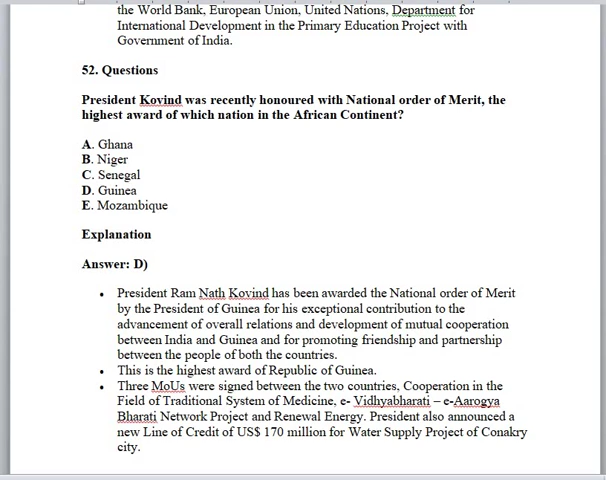 the World Bank, European Union, United Nations, Department for
International Development in the Primary Education Project with
Government of India.
52. Questions
President Kovind was recently honoured with National order of Merit, the
highest award of which nation in the African Continent?
A. Ghana
B. Niger
C. Senegal
D. Guinea
E. Mozambique
Explanation
Answer: D)
• President Ram Nath Kovind has been awarded the National order of Merit
by the President of Guinea for his exceptional contribution to the
advancement of overall relations and development of mutual cooperation
between India and Guinea and for promoting friendship and partnership
between the people of both the countries.
• This is the highest award of Republic of Guinea.
• Three MoUs were signed between the two countries, Cooperation in the
Field of Traditional System of Medicine, e- Vidhyabharati – e-Aarogya
Bharati Network Project and Renewal Energy. President also announced a
new Line of Credit of US$ 170 million for Water Supply Project of Conakry
city.